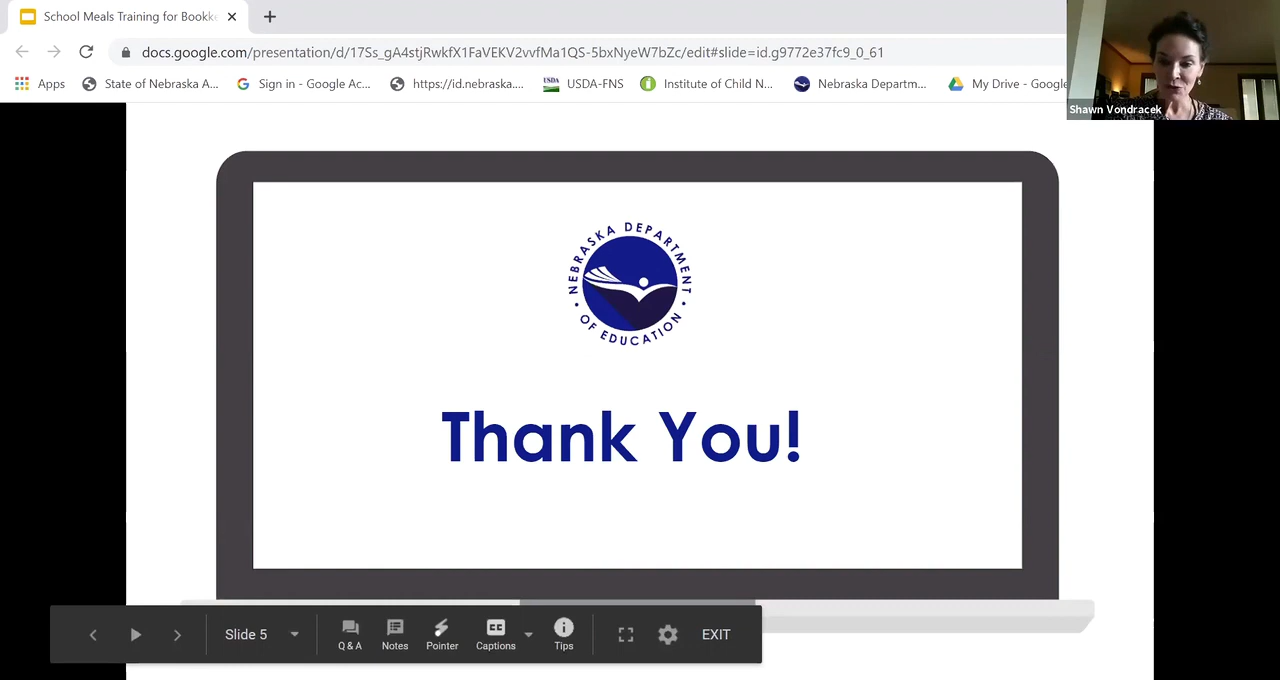 School Meals Training for Bookke
docs.google.com/presentation/d/17Ss_gA4stjRwkfX1FaVEKV2vvfMa1QS-5bxNyeW7bZc/edit#slide=id.g9772e37fc9_0_61
Apps State of Nebraska A... Sign in - Google Ac... https://id.nebraska.... USDA USDA-FNS Institute of Child N... Nebraska Departm... My Drive - Google
Shawn Vondracek
NEBRASKA DEPARTMENT
OF EDUCATION
Thank You!
Slide 5 Q & A Notes Pointer CC Captions Tips EXIT